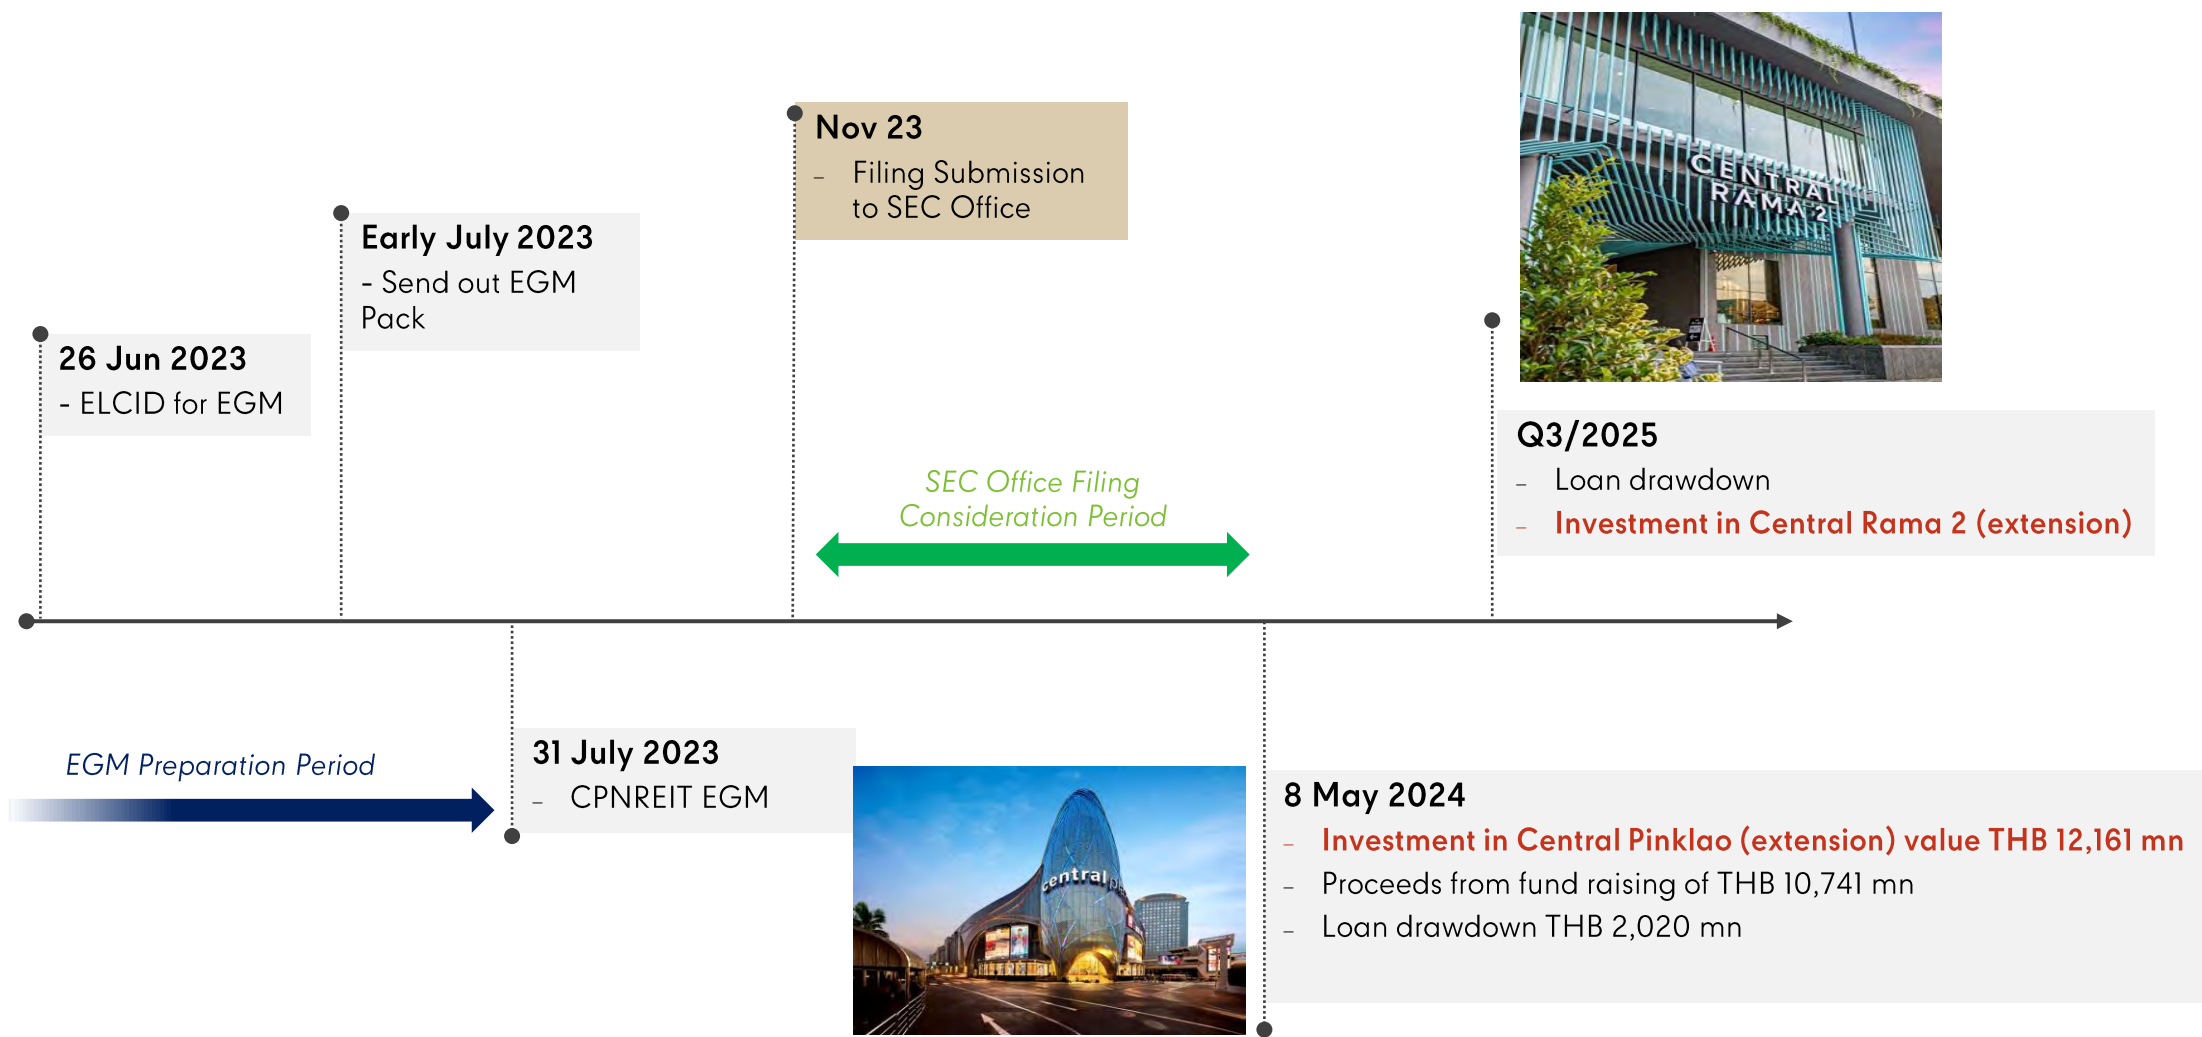 Nov 23
– Filing Submission
to SEC Office
Early July 2023
- Send out EGM
Pack
26 Jun 2023
- ELCID for EGM
CENTRAL
RAMA 2
Q3/2025
– Loan drawdown
– Investment in Central Rama 2 (extension)
SEC Office Filing
Consideration Period
EGM Preparation Period
31 July 2023
– CPNREIT EGM
central
8 May 2024
– Investment in Central Pinklao (extension) value THB 12,161 mn
– Proceeds from fund raising of THB 10,741 mn
– Loan drawdown THB 2,020 mn